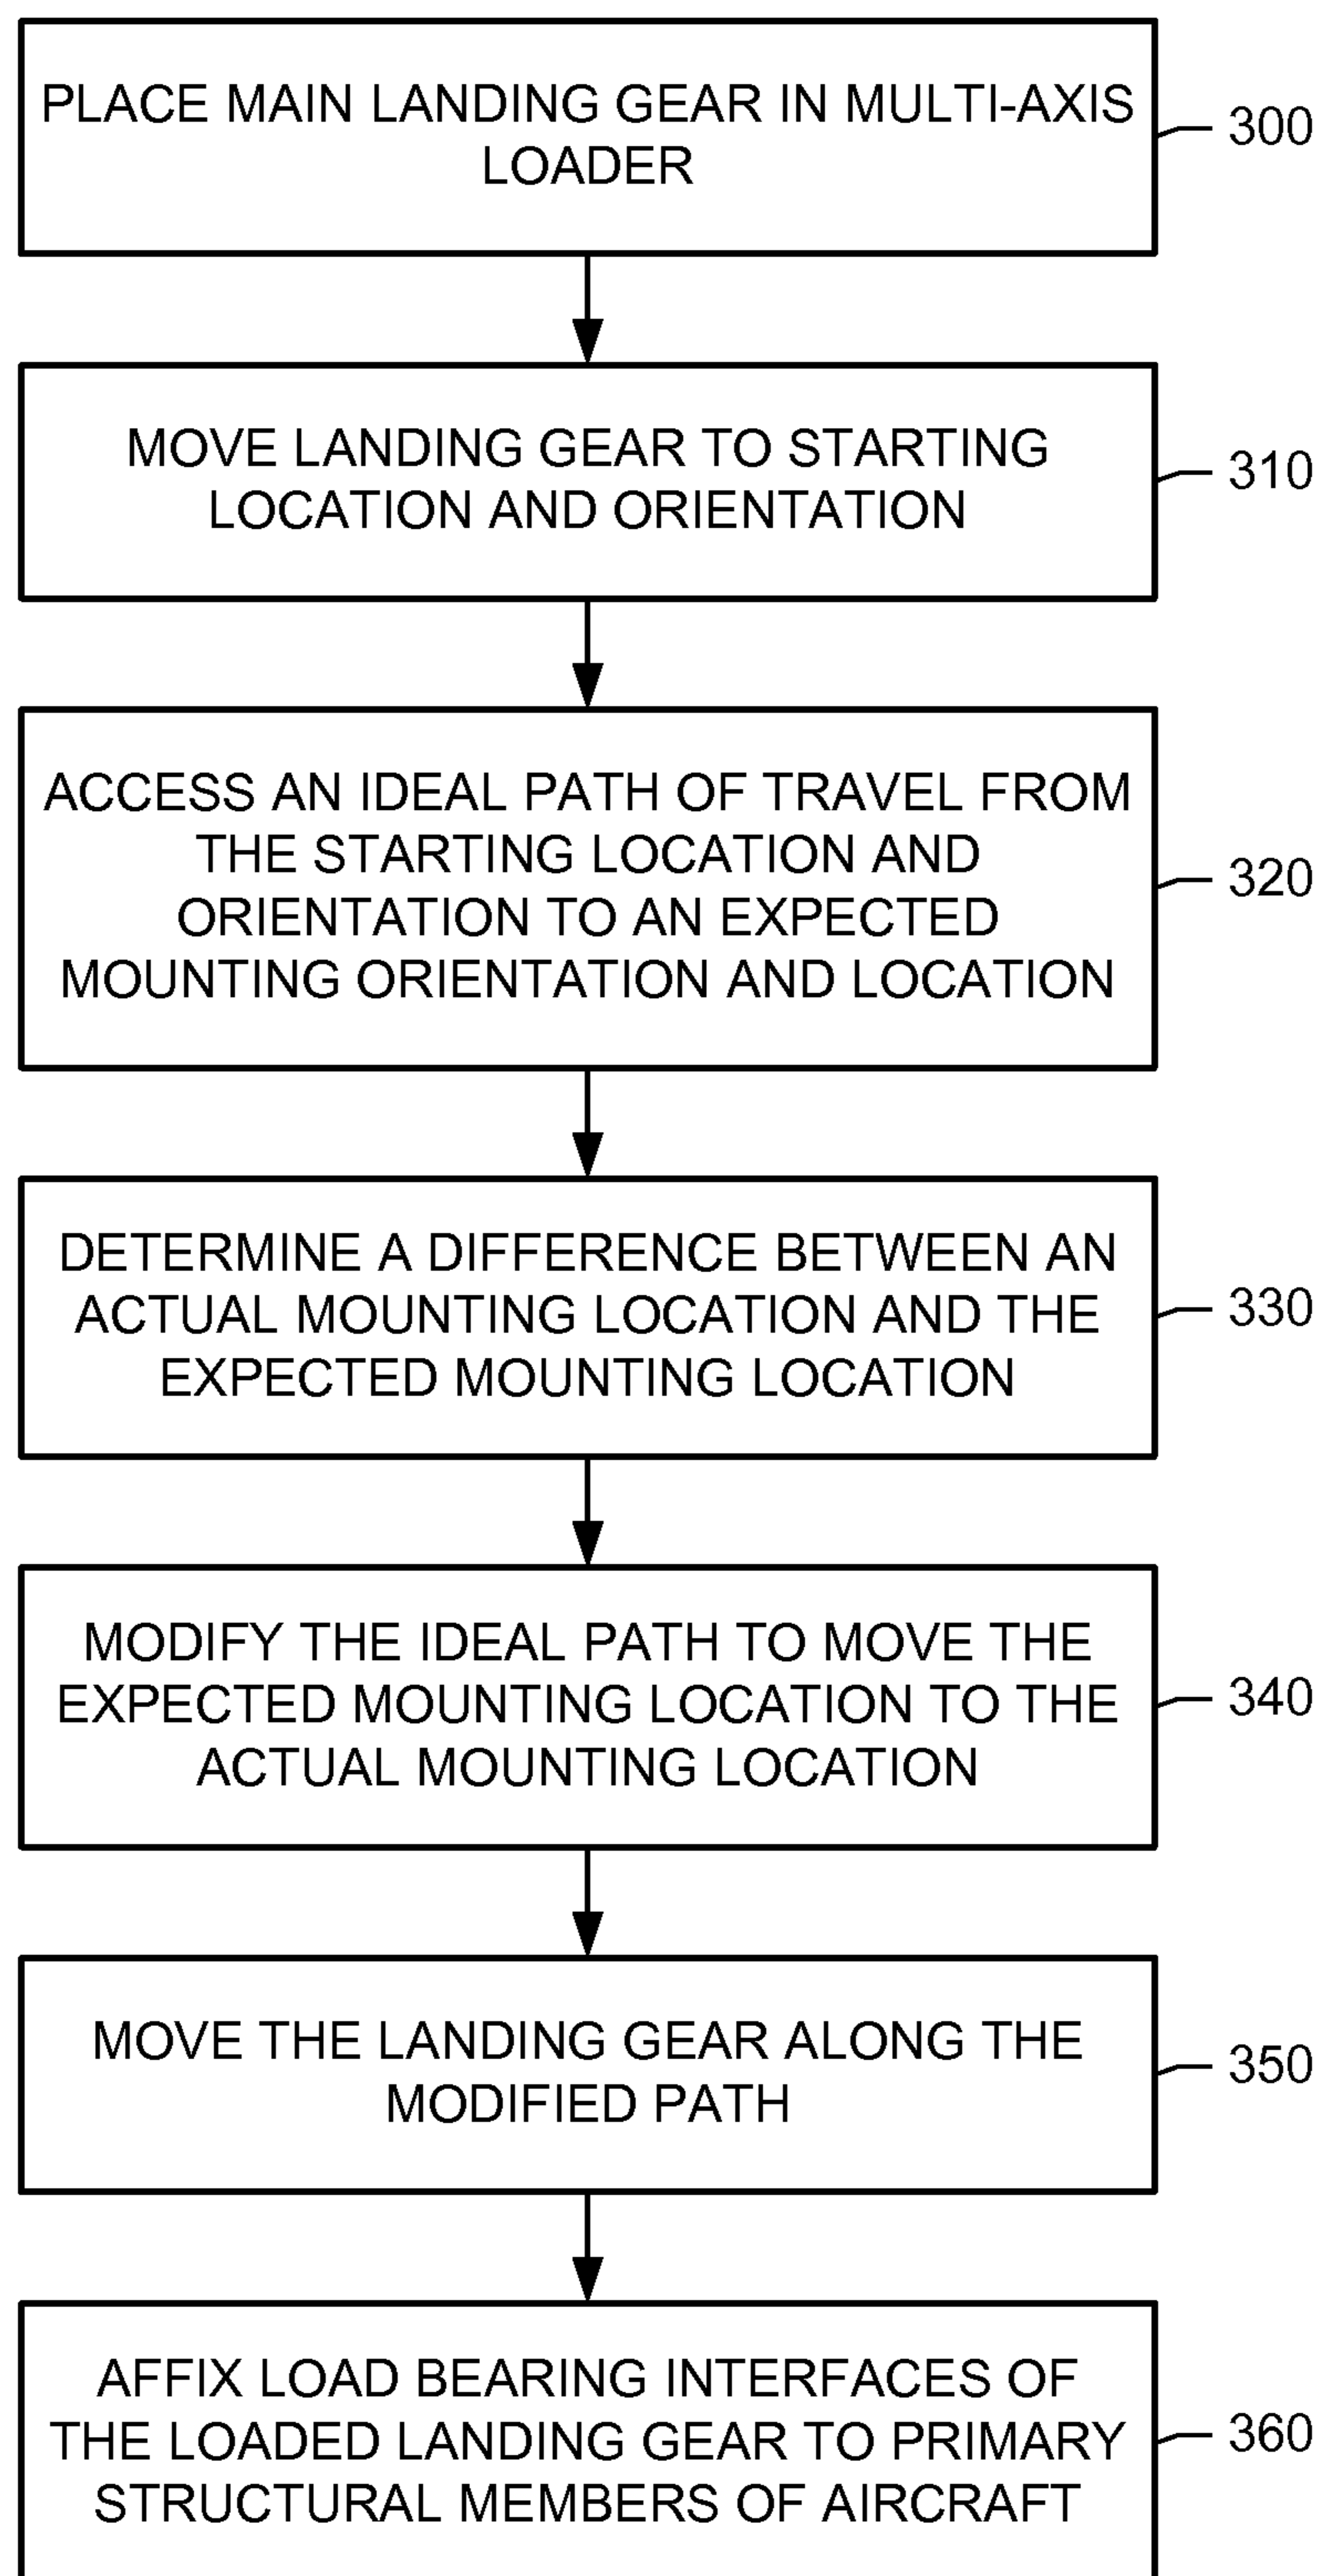 PLACE MAIN LANDING GEAR IN MULTI-AXIS
LOADER
300
MOVE LANDING GEAR TO STARTING
LOCATION AND ORIENTATION
310
ACCESS AN IDEAL PATH OF TRAVEL FROM
THE STARTING LOCATION AND
ORIENTATION TO AN EXPECTED
MOUNTING ORIENTATION AND LOCATION
320
DETERMINE A DIFFERENCE BETWEEN AN
ACTUAL MOUNTING LOCATION AND THE
EXPECTED MOUNTING LOCATION
330
MODIFY THE IDEAL PATH TO MOVE THE
EXPECTED MOUNTING LOCATION TO THE
ACTUAL MOUNTING LOCATION
340
MOVE THE LANDING GEAR ALONG THE
MODIFIED PATH
350
AFFIX LOAD BEARING INTERFACES OF
THE LOADED LANDING GEAR TO PRIMARY
STRUCTURAL MEMBERS OF AIRCRAFT
360